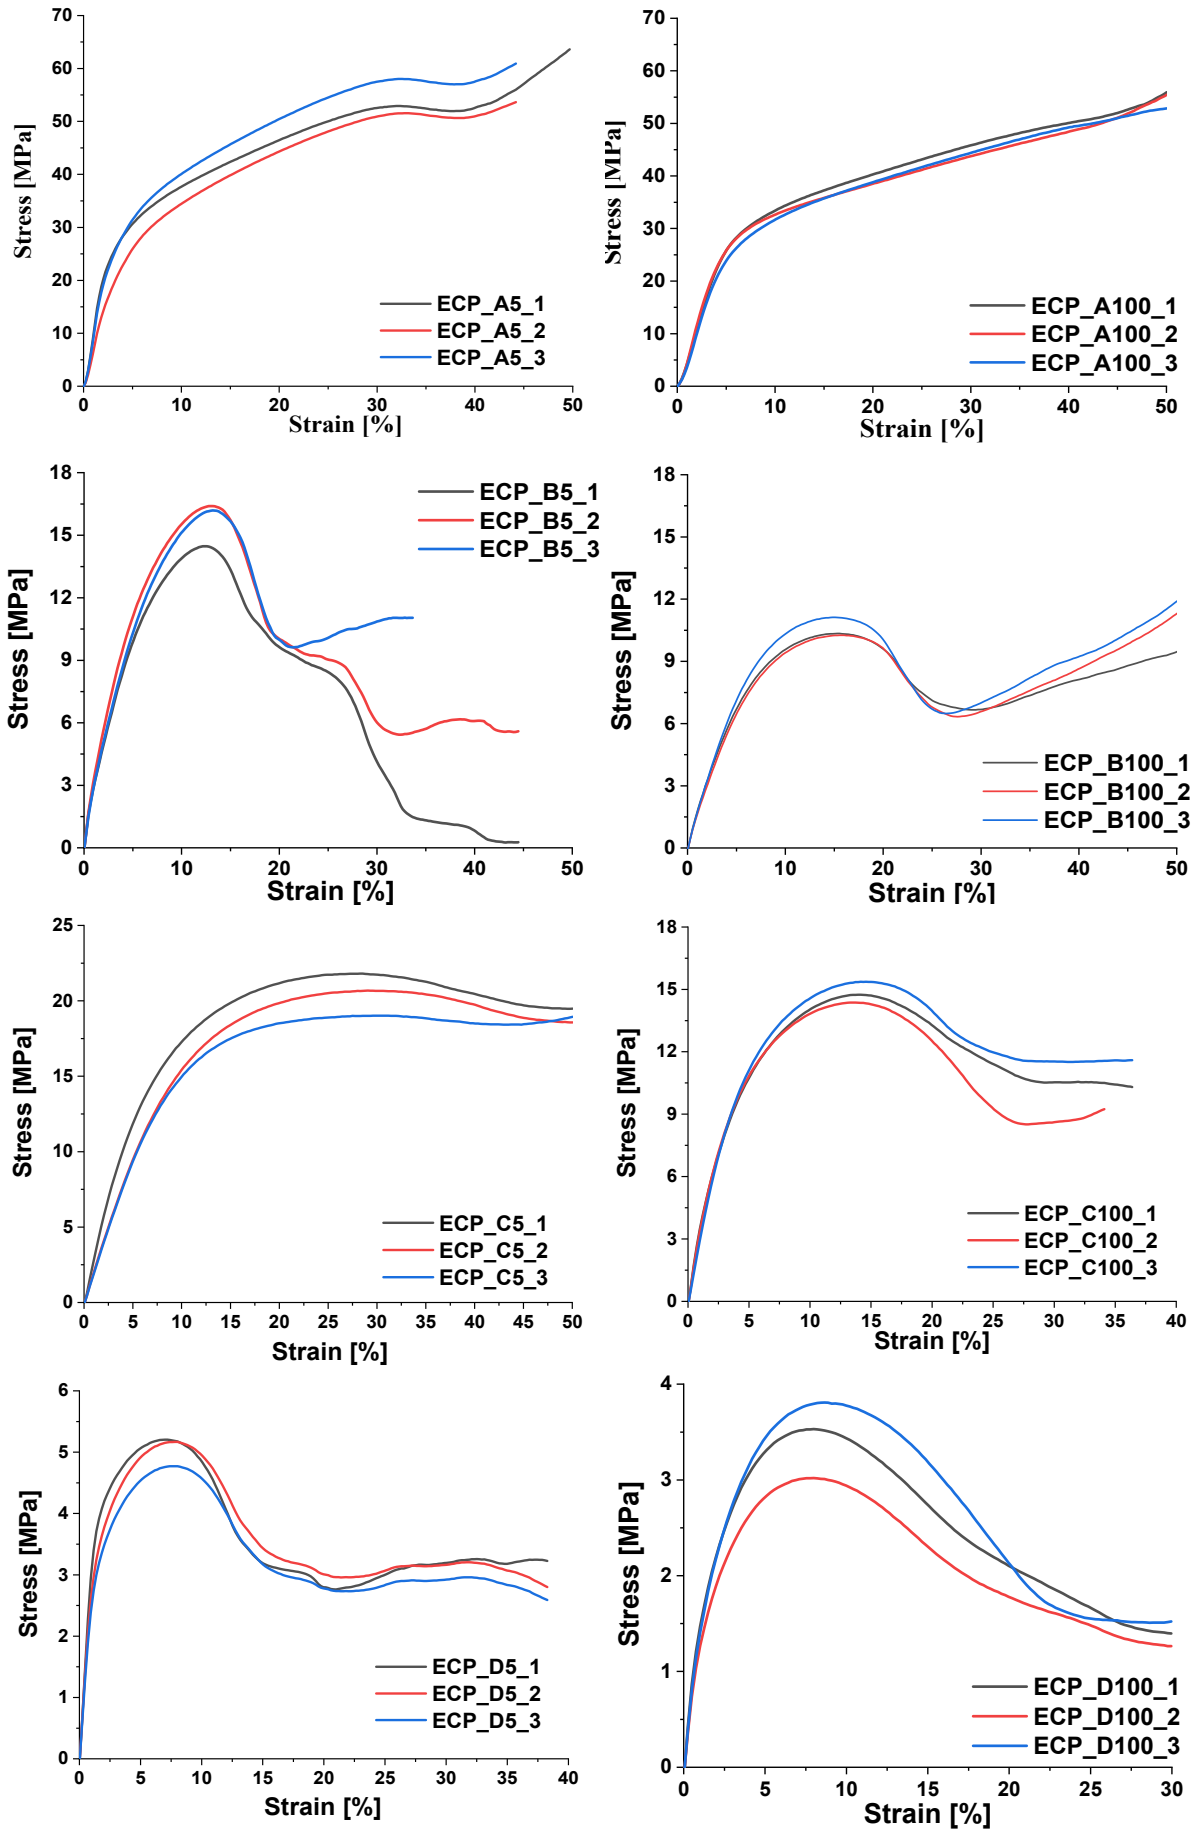 70
60
50
40
30
20
10
0
Stress [MPa]
ECP_A5_1
ECP_A5_2
ECP_A5_3
0 10 20 30 40 50
Strain [%]
70
60
50
40
30
20
10
0
Stress [MPa]
ECP_A100_1
ECP_A100_2
ECP_A100_3
0 10 20 30 40 50
Strain [%]
18
15
12
9
6
3
0
Stress [MPa]
ECP_B5_1
ECP_B5_2
ECP_B5_3
0 10 20 30 40 50
Strain [%]
18
15
12
9
6
3
0
Stress [MPa]
ECP_B100_1
ECP_B100_2
ECP_B100_3
0 10 20 30 40 50
Strain [%]
25
20
15
10
5
0
Stress [MPa]
ECP_C5_1
ECP_C5_2
ECP_C5_3
0 5 10 15 20 25 30 35 40 45 50
Strain [%]
18
15
12
9
6
3
0
Stress [MPa]
ECP_C100_1
ECP_C100_2
ECP_C100_3
0 5 10 15 20 25 30 35 40
Strain [%]
6
5
4
3
2
1
0
Stress [MPa]
ECP_D5_1
ECP_D5_2
ECP_D5_3
0 5 10 15 20 25 30 35 40
Strain [%]
4
3
2
1
0
Stress [MPa]
ECP_D100_1
ECP_D100_2
ECP_D100_3
0 5 10 15 20 25 30
Strain [%]